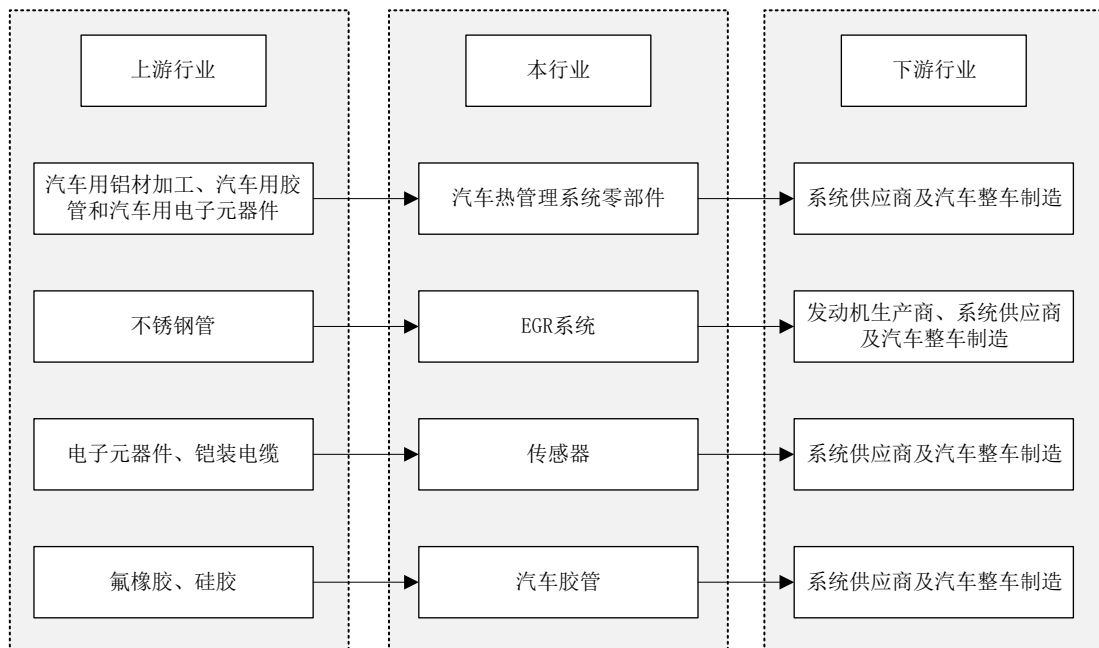 上游行业
本行业
下游行业
汽车用铝材加工、汽车用胶
管和汽车用电子元器件
汽车热管理系统零部件
系统供应商及汽车整车制造
不锈钢管
EGR系统
发动机生产商、系统供应商
及汽车整车制造
电子元器件、铠装电缆
传感器
系统供应商及汽车整车制造
氟橡胶、硅胶
汽车胶管
系统供应商及汽车整车制造